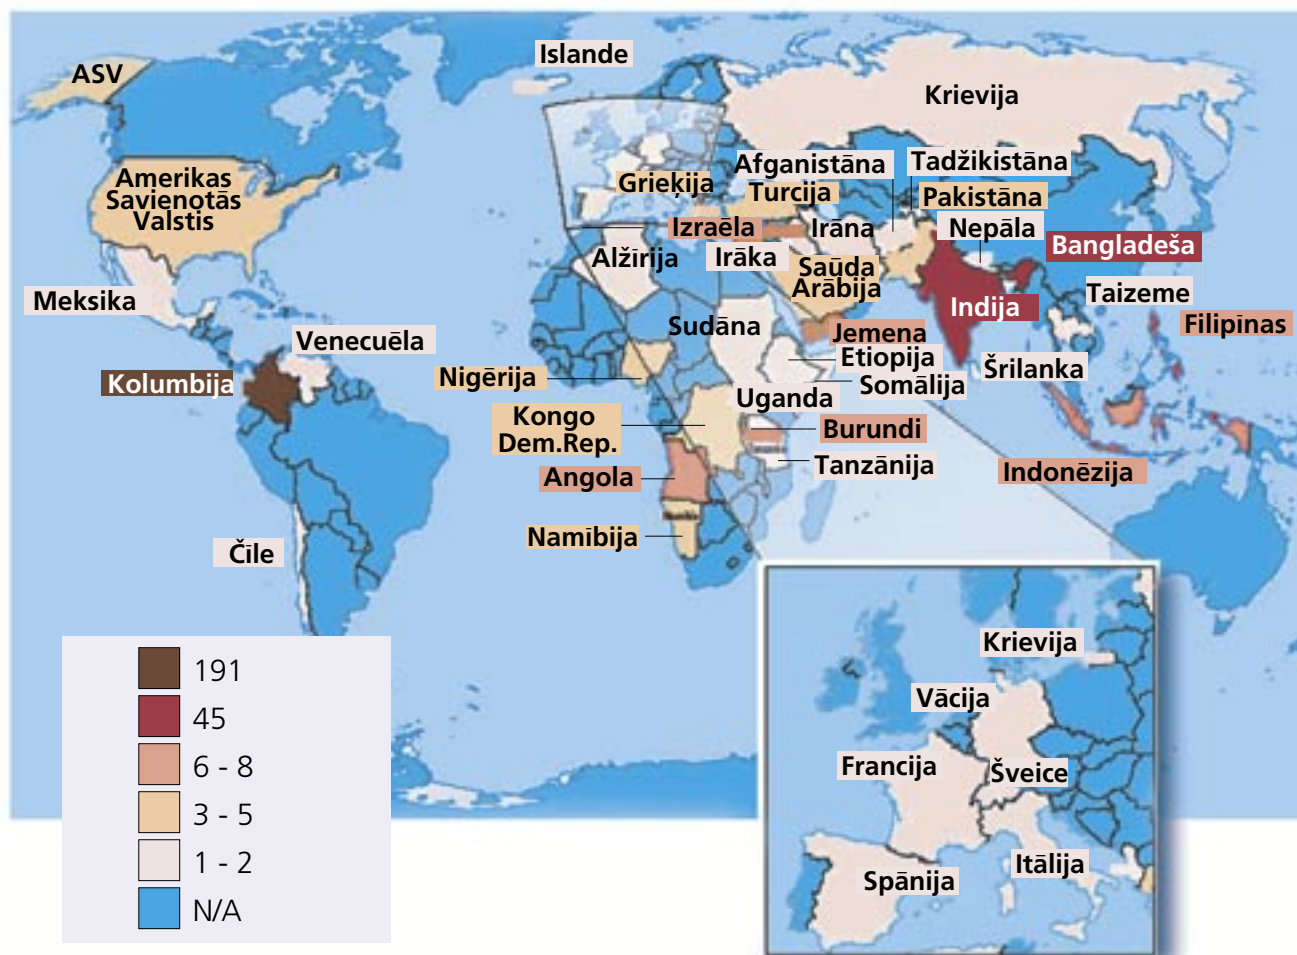 Islande
ASV
Krievija
Afganistāna
Tadžikistāna
Amerikas
Savienotās
Valstis
Grieķija
Turcija
Pakistāna
Izraēla
Irāna
Nepāla
Bangladeša
Alžīrija
Irāka
Saūda
Arābija
Meksika
Indija
Taizeme
Venecuēla
Sudāna
Jemena
Filipīnas
Kolumbija
Nigērija
Etiopija
Šrilanka
Somālija
Uganda
Kongo
Dem.Rep.
Burundi
Angola
Tanzānija
Indonēzija
Namībija
Čīle
Krievija
Vācija
Francija
Šveice
Itālija
Spānija
191
45
6 - 8
3 - 5
1 - 2
N/A